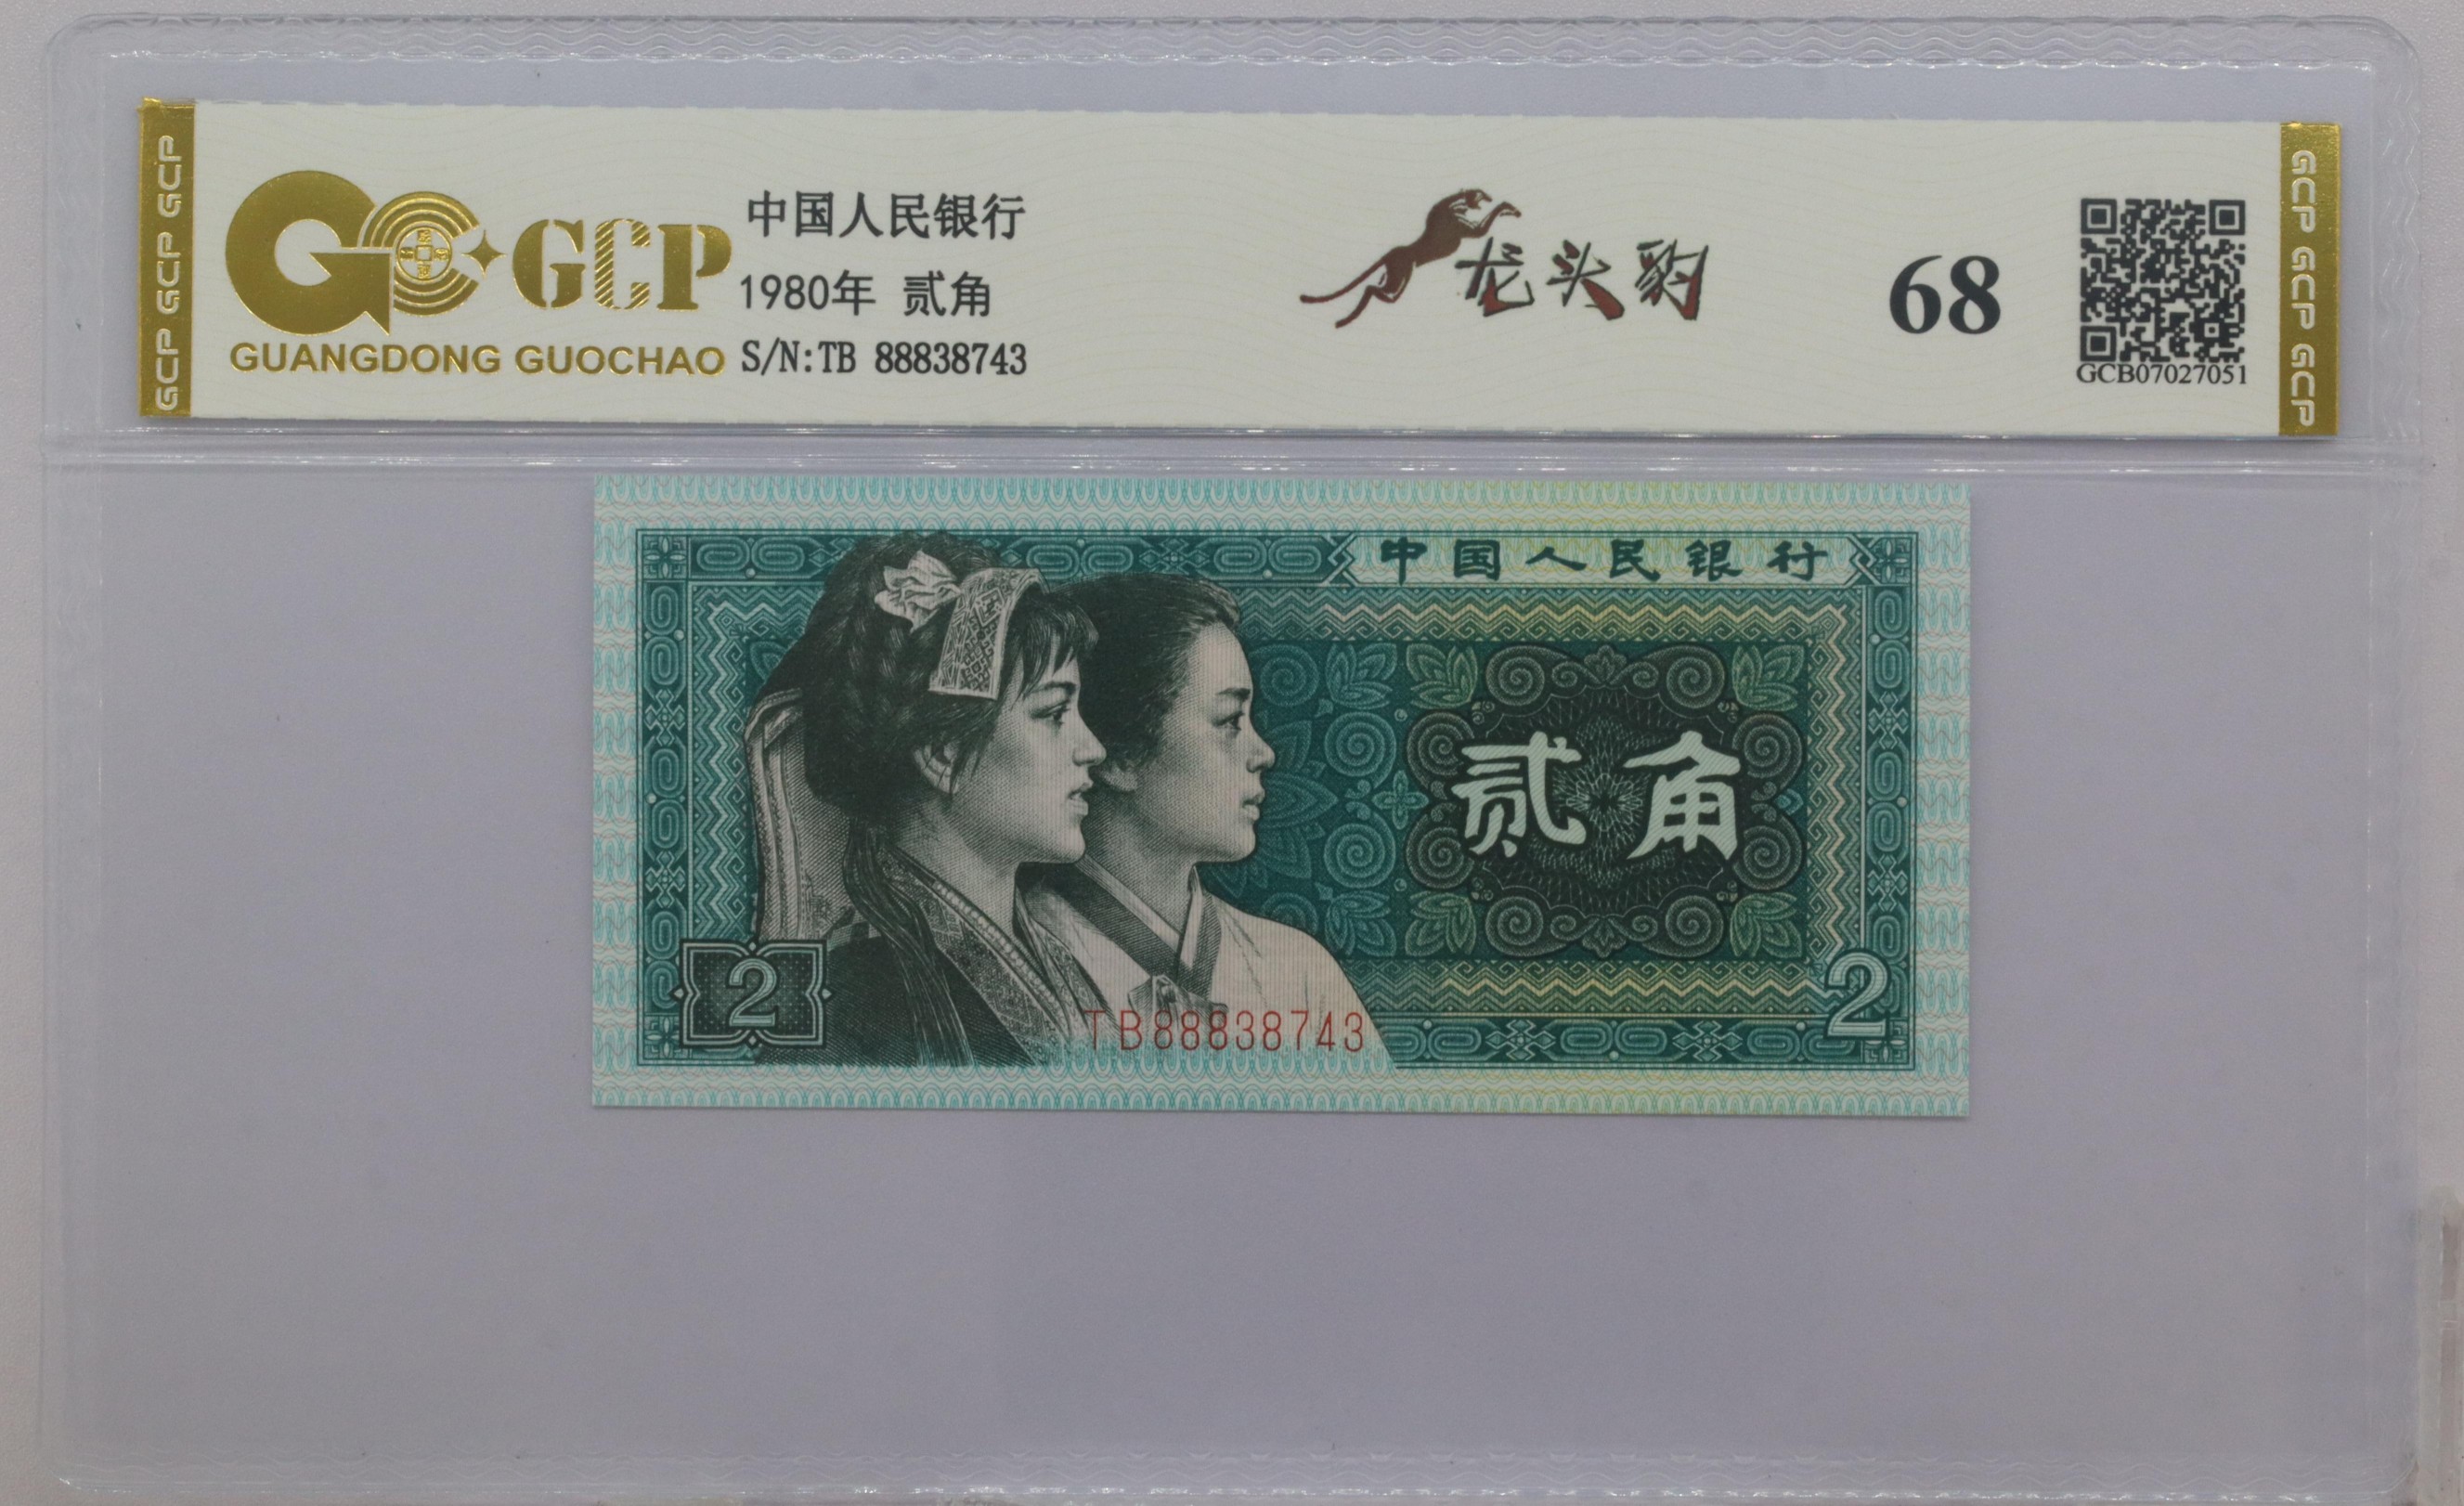 GCP GCP GCP
GCP
GUANGDONG GUOCHAO
中国人民银行
1980年 贰角
S/N:TB 88838743
龙头豹
68
GCB07027051
GCP GCP GCP
中国人民银行
贰角
2
2
TB88838743